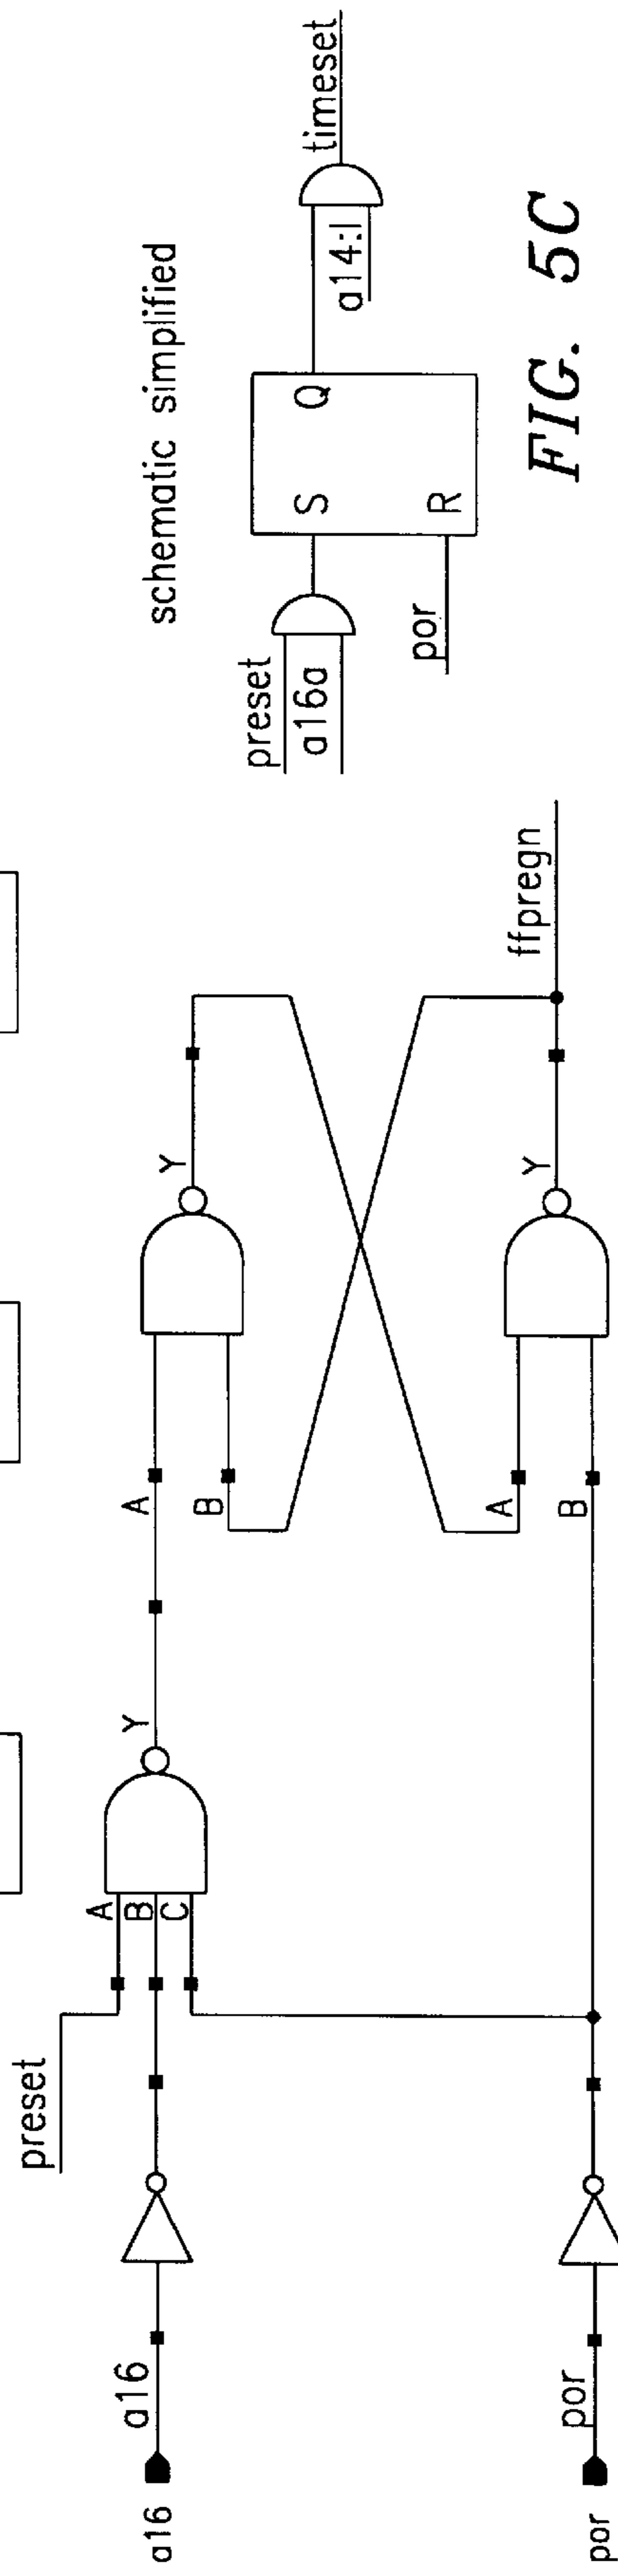 schematic simplified
preset
a16a
S
Q
R
por
a14:I
timeset
FIG. 5C
preset
a16
a16
A
B
C
Y
A
B
Y
A
B
Y
ffpregn
por
por